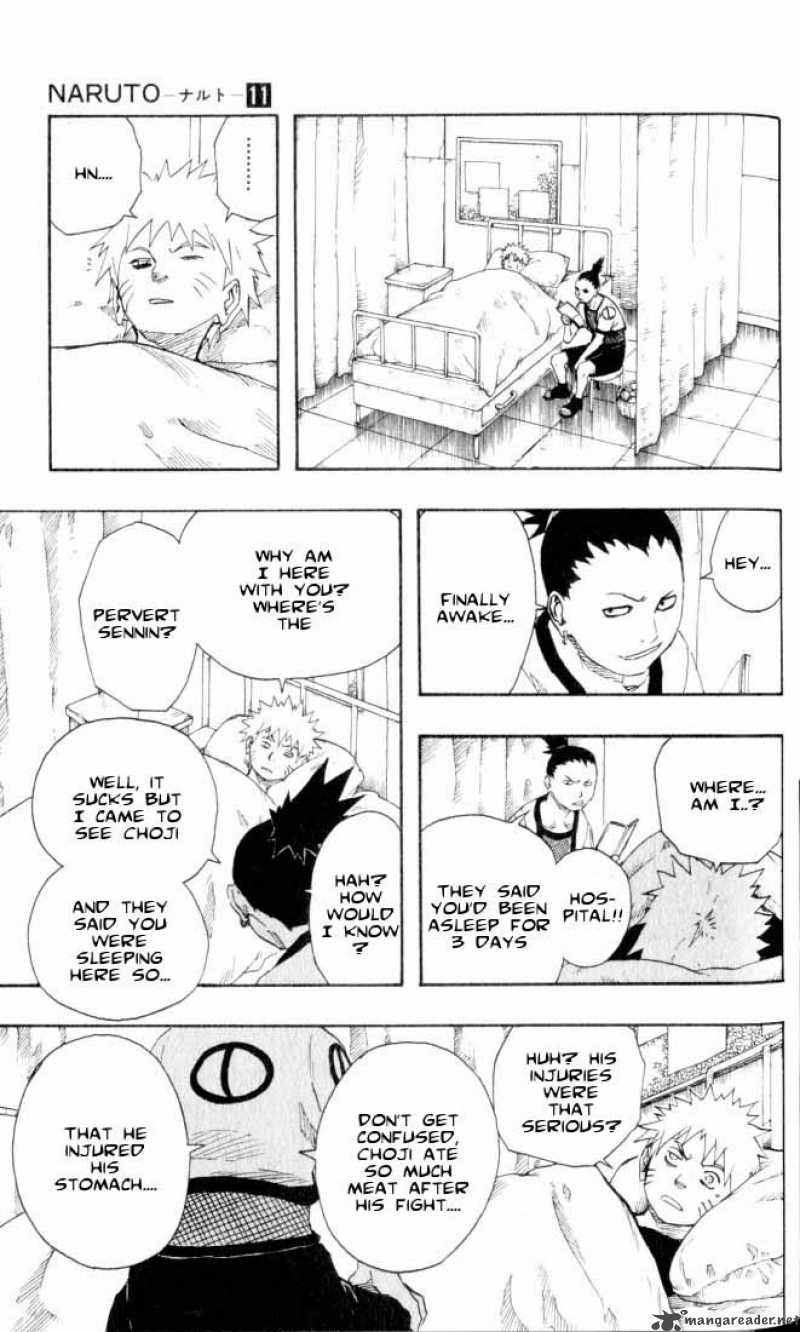 NARUTO —ナルト— 11
........
HN....
HEY...
FINALLY
AWAKE...
WHERE...
AM I..?
HOS-
PITAL!!
THEY SAID
YOU'D BEEN
ASLEEP FOR
3 DAYS
WHY AM
I HERE
WITH YOU?
WHERE'S
THE
PERVERT
SENNIN?
HAH?
HOW
WOULD
I KNOW
?
WELL, IT
SUCKS BUT
I CAME TO
SEE CHOJI
AND THEY
SAID YOU
WERE
SLEEPING
HERE SO...
HUH? HIS
INJURIES
WERE
THAT
SERIOUS?
DON'T GET
CONFUSED,
CHOJI ATE
SO MUCH
MEAT AFTER
HIS FIGHT....
THAT HE
INJURED
HIS
STOMACH....
mangareader.net